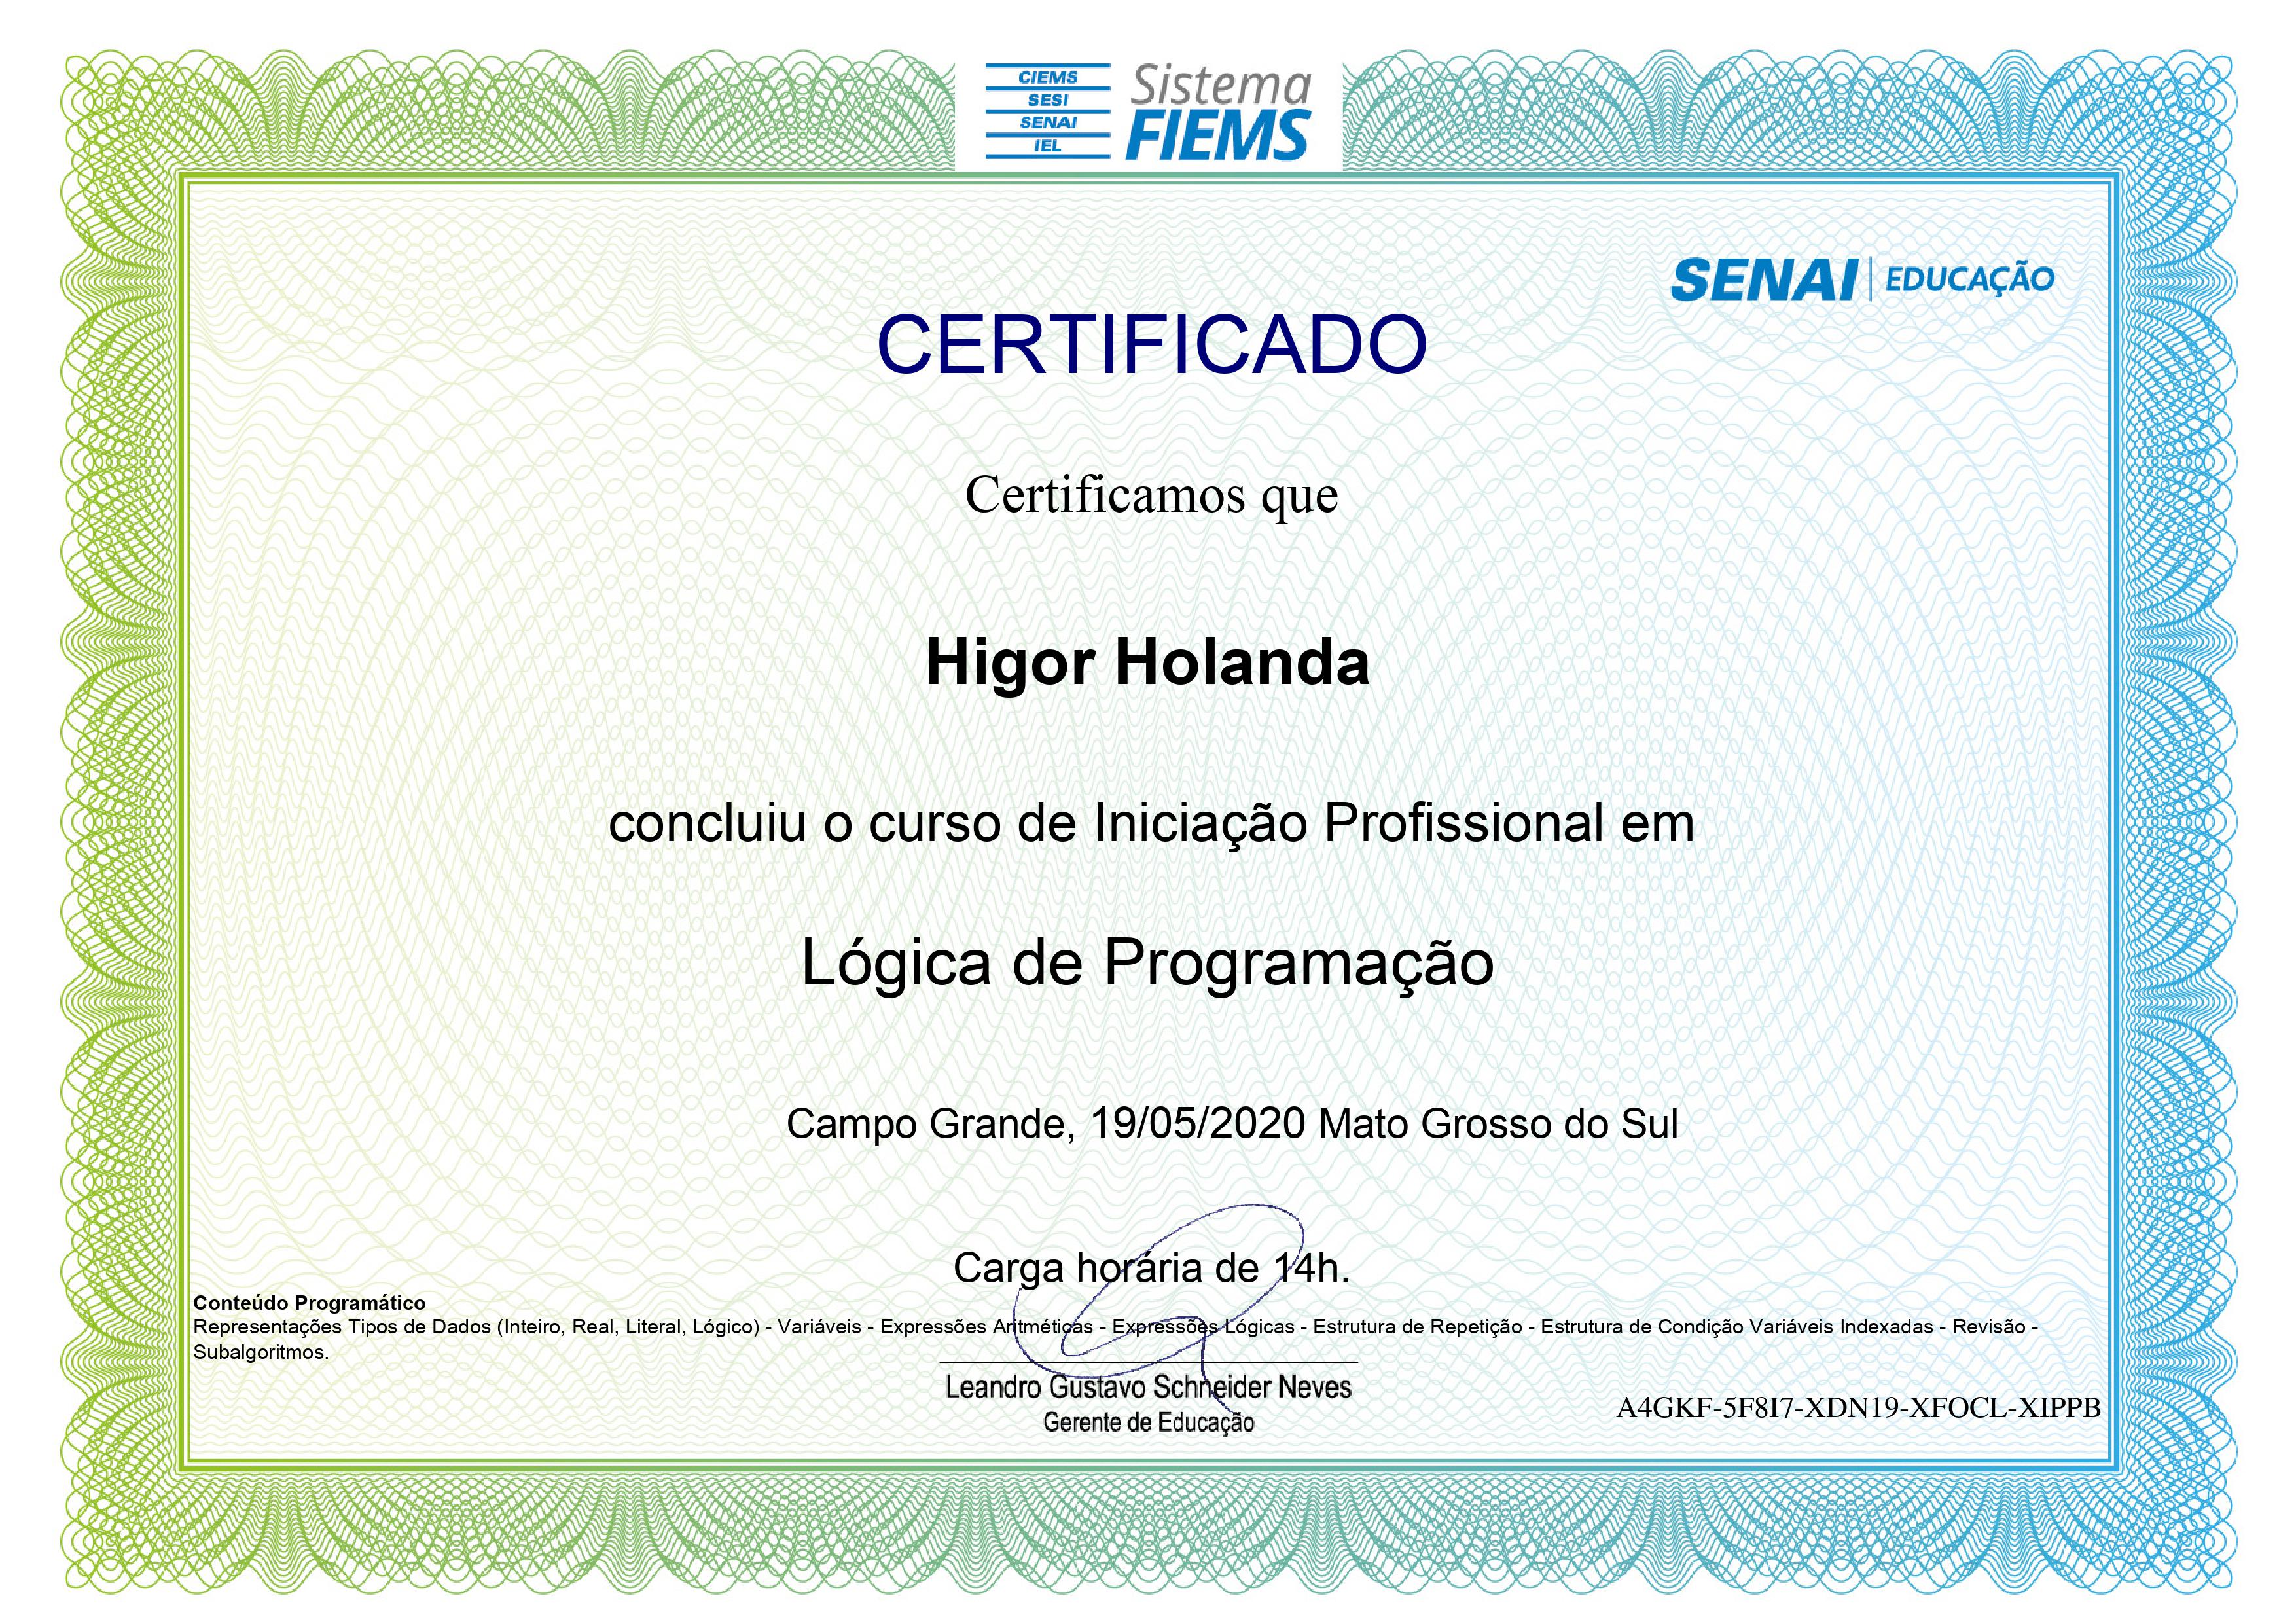 CIEMS
SESI
SENAI
IEL
Sistema
FIEMS
SENAI EDUCAÇÃO
CERTIFICADO
Certificamos que
Higor Holanda
concluiu o curso de Iniciação Profissional em
Lógica de Programação
Campo Grande, 19/05/2020 Mato Grosso do Sul
Carga horária de 14h.
Conteúdo Programático
Representações Tipos de Dados (Inteiro, Real, Literal, Lógico) - Variáveis - Expressões Aritméticas - Expressões Lógicas - Estrutura de Repetição - Estrutura de Condição Variáveis Indexadas - Revisão -
Subalgoritmos.
Leandro Gustavo Schneider Neves
Gerente de Educação
A4GKF-5F8I7-XDN19-XFOCL-XIPPB